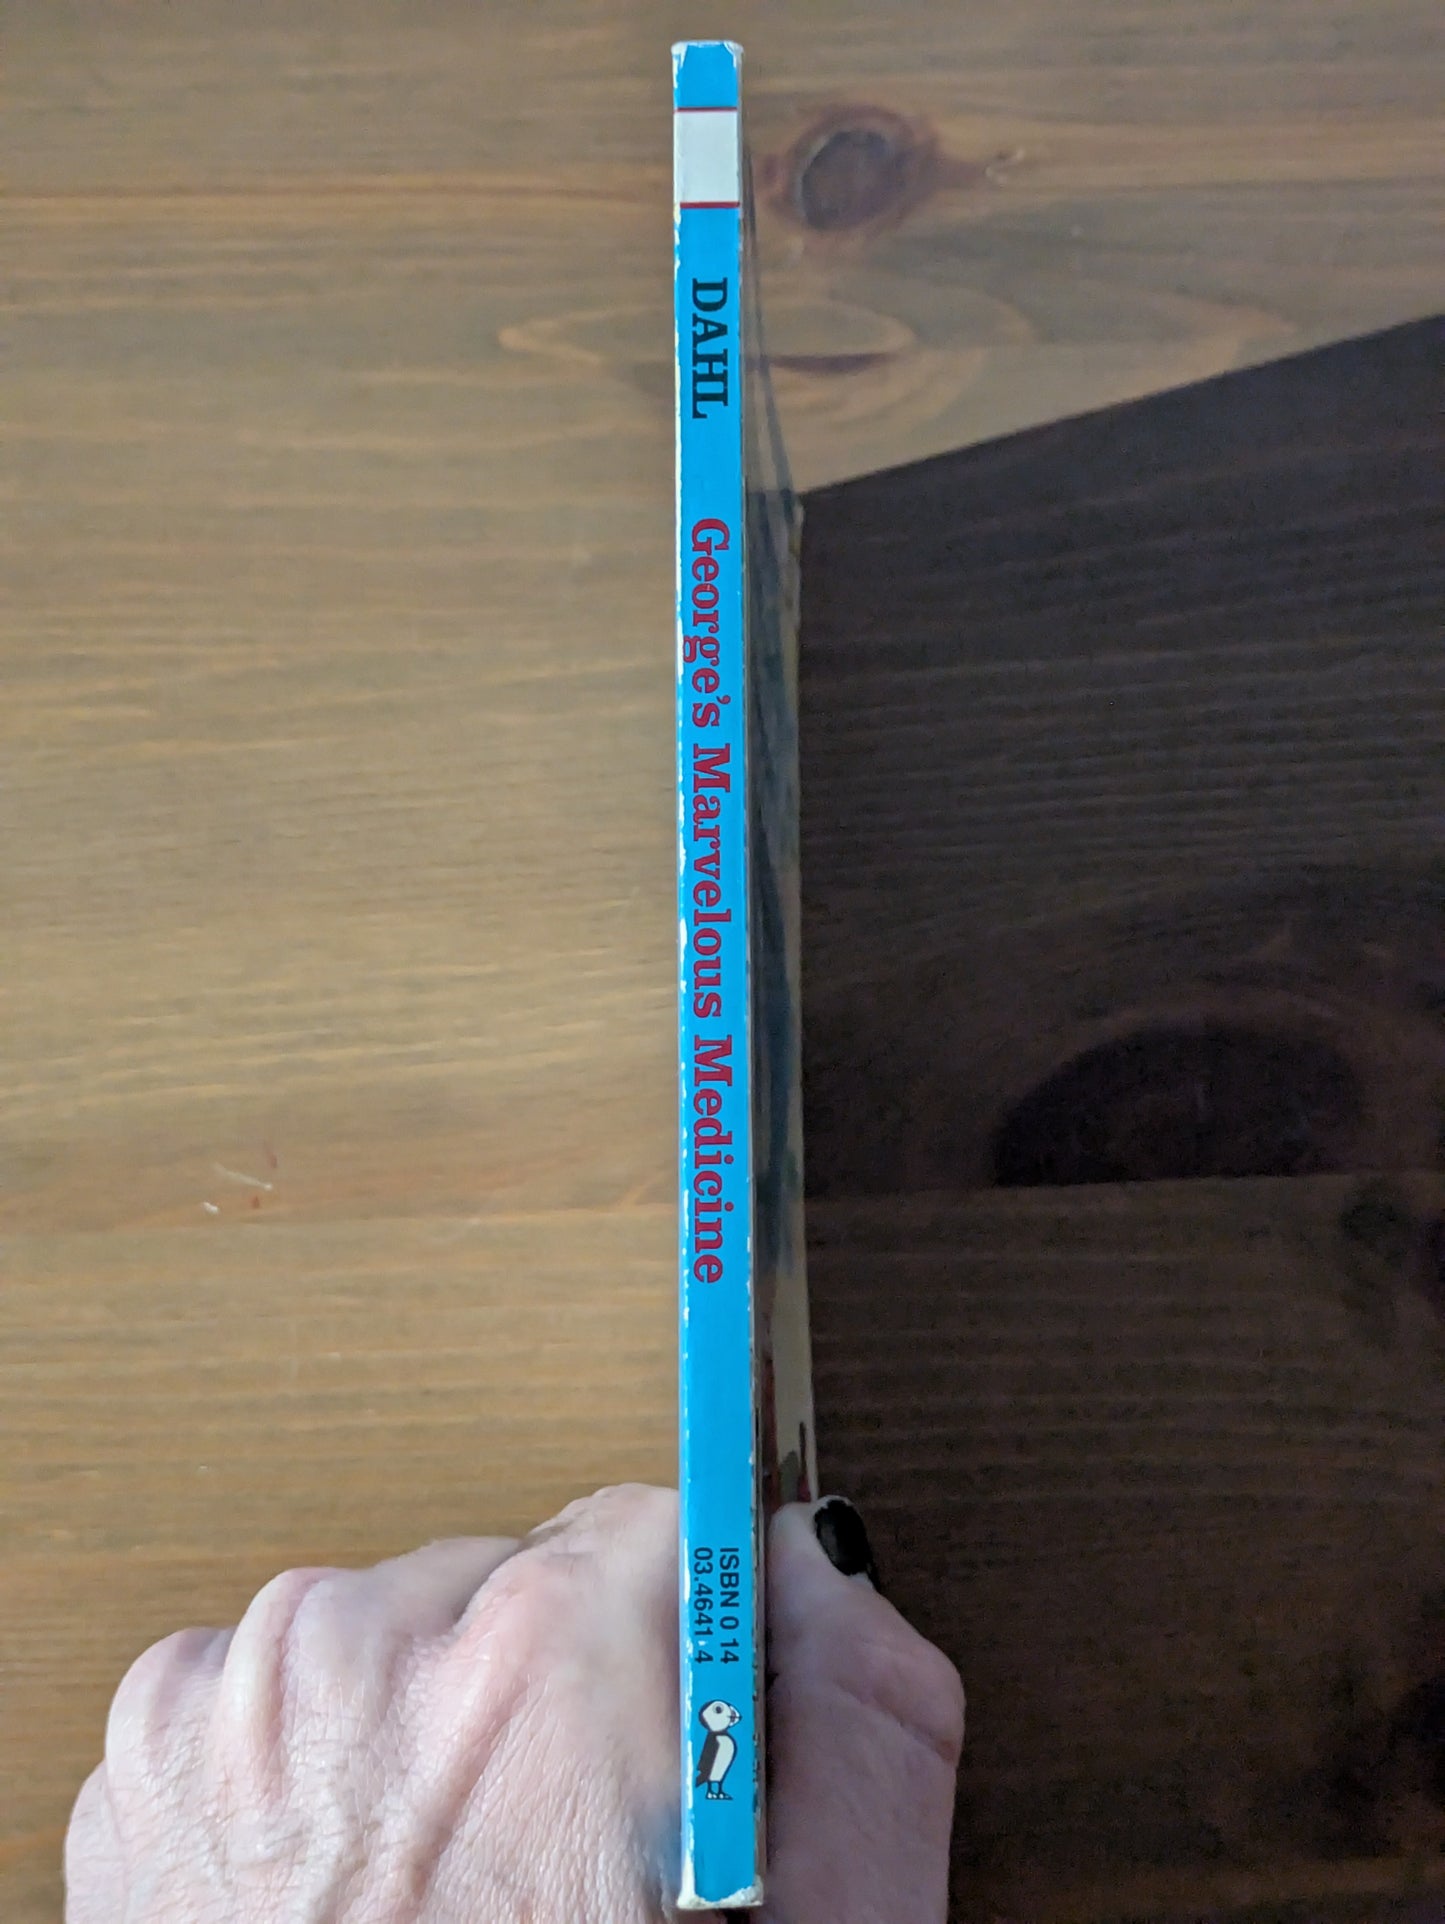 DAHL
George's Marvelous Medicine
ISBN 0 14
03.4641 4